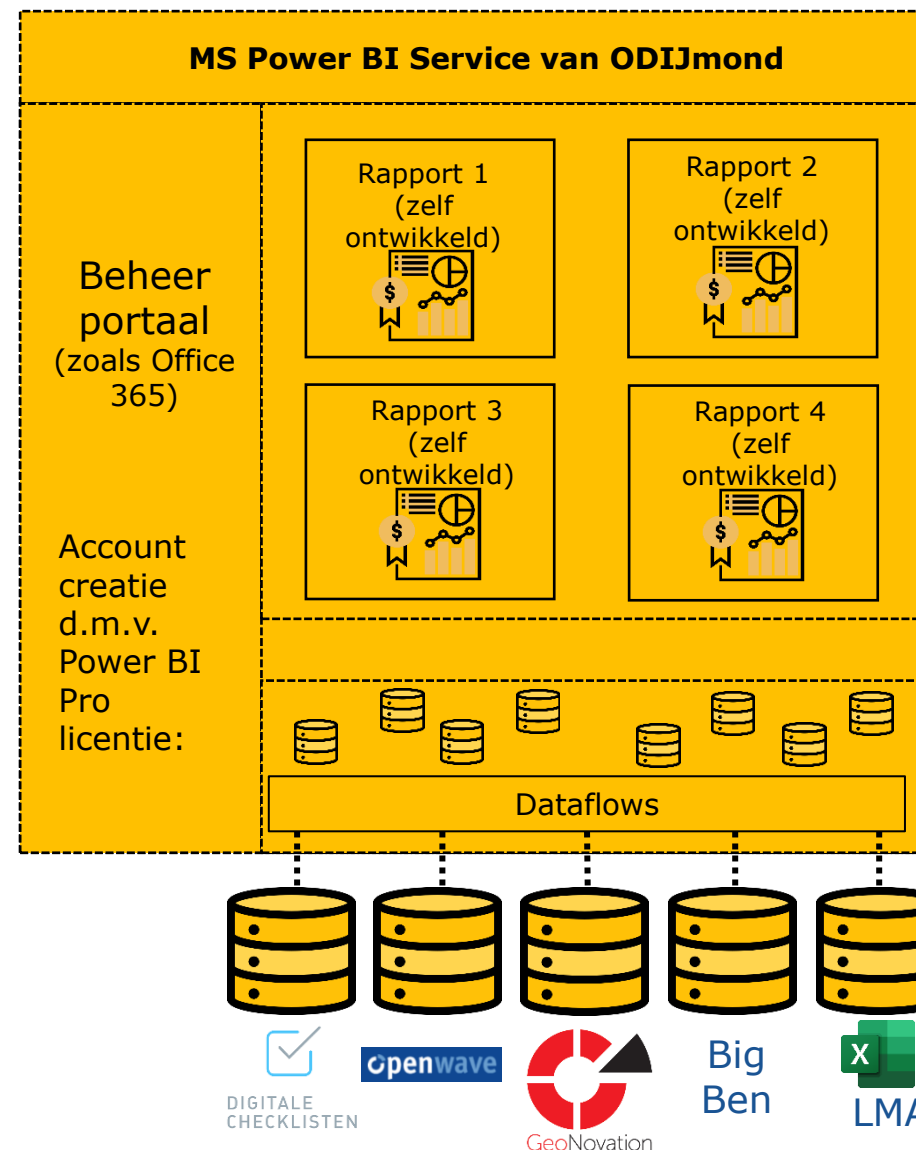 MS Power BI Service van ODIJmond
Beheer
portaal
(zoals Office
365)
Account
creatie
d.m.v.
Power BI
Pro
licentie:
Rapport 1
(zelf
ontwikkeld)
$
Rapport 2
(zelf
ontwikkeld)
$
Rapport 3
(zelf
ontwikkeld)
$
Rapport 4
(zelf
ontwikkeld)
$
Dataflows
DIGITALE
CHECKLISTEN
openwave
GeoNovation
Big
Ben
X
LMA